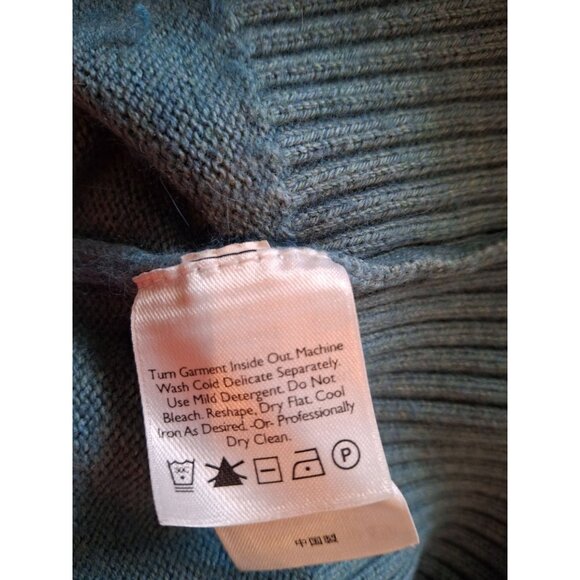 Turn Garment Inside Out. Machine
Wash Cold Delicate Separately.
Use Mild Detergent. Do Not
Bleach. Reshape, Dry Flat. Cool
Iron As Desired. -Or- Professionally
Dry Clean.
30C
P
中国製